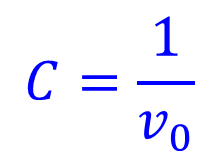 C = 1/v₀